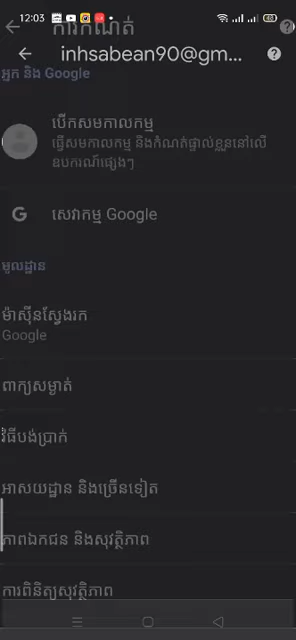 12:03
ការកំណត់
inhsabean90@gm...
អ្នក និង Google
បើកសមកាលកម្ម
ធ្វើសមកាលកម្ម និងកំណត់ផ្ទាល់ខ្លួននៅលើ
ឧបករណ៍ផ្សេងៗ
សេវាកម្ម Google
មូលដ្ឋាន
ម៉ាស៊ីនស្វែងរក
Google
ពាក្យសម្ងាត់
វិធីបង់ប្រាក់
អាសយដ្ឋាន និងច្រើនទៀត
ភាពឯកជន និងសុវត្ថិភាព
ការពិនិត្យសុវត្ថិភាព